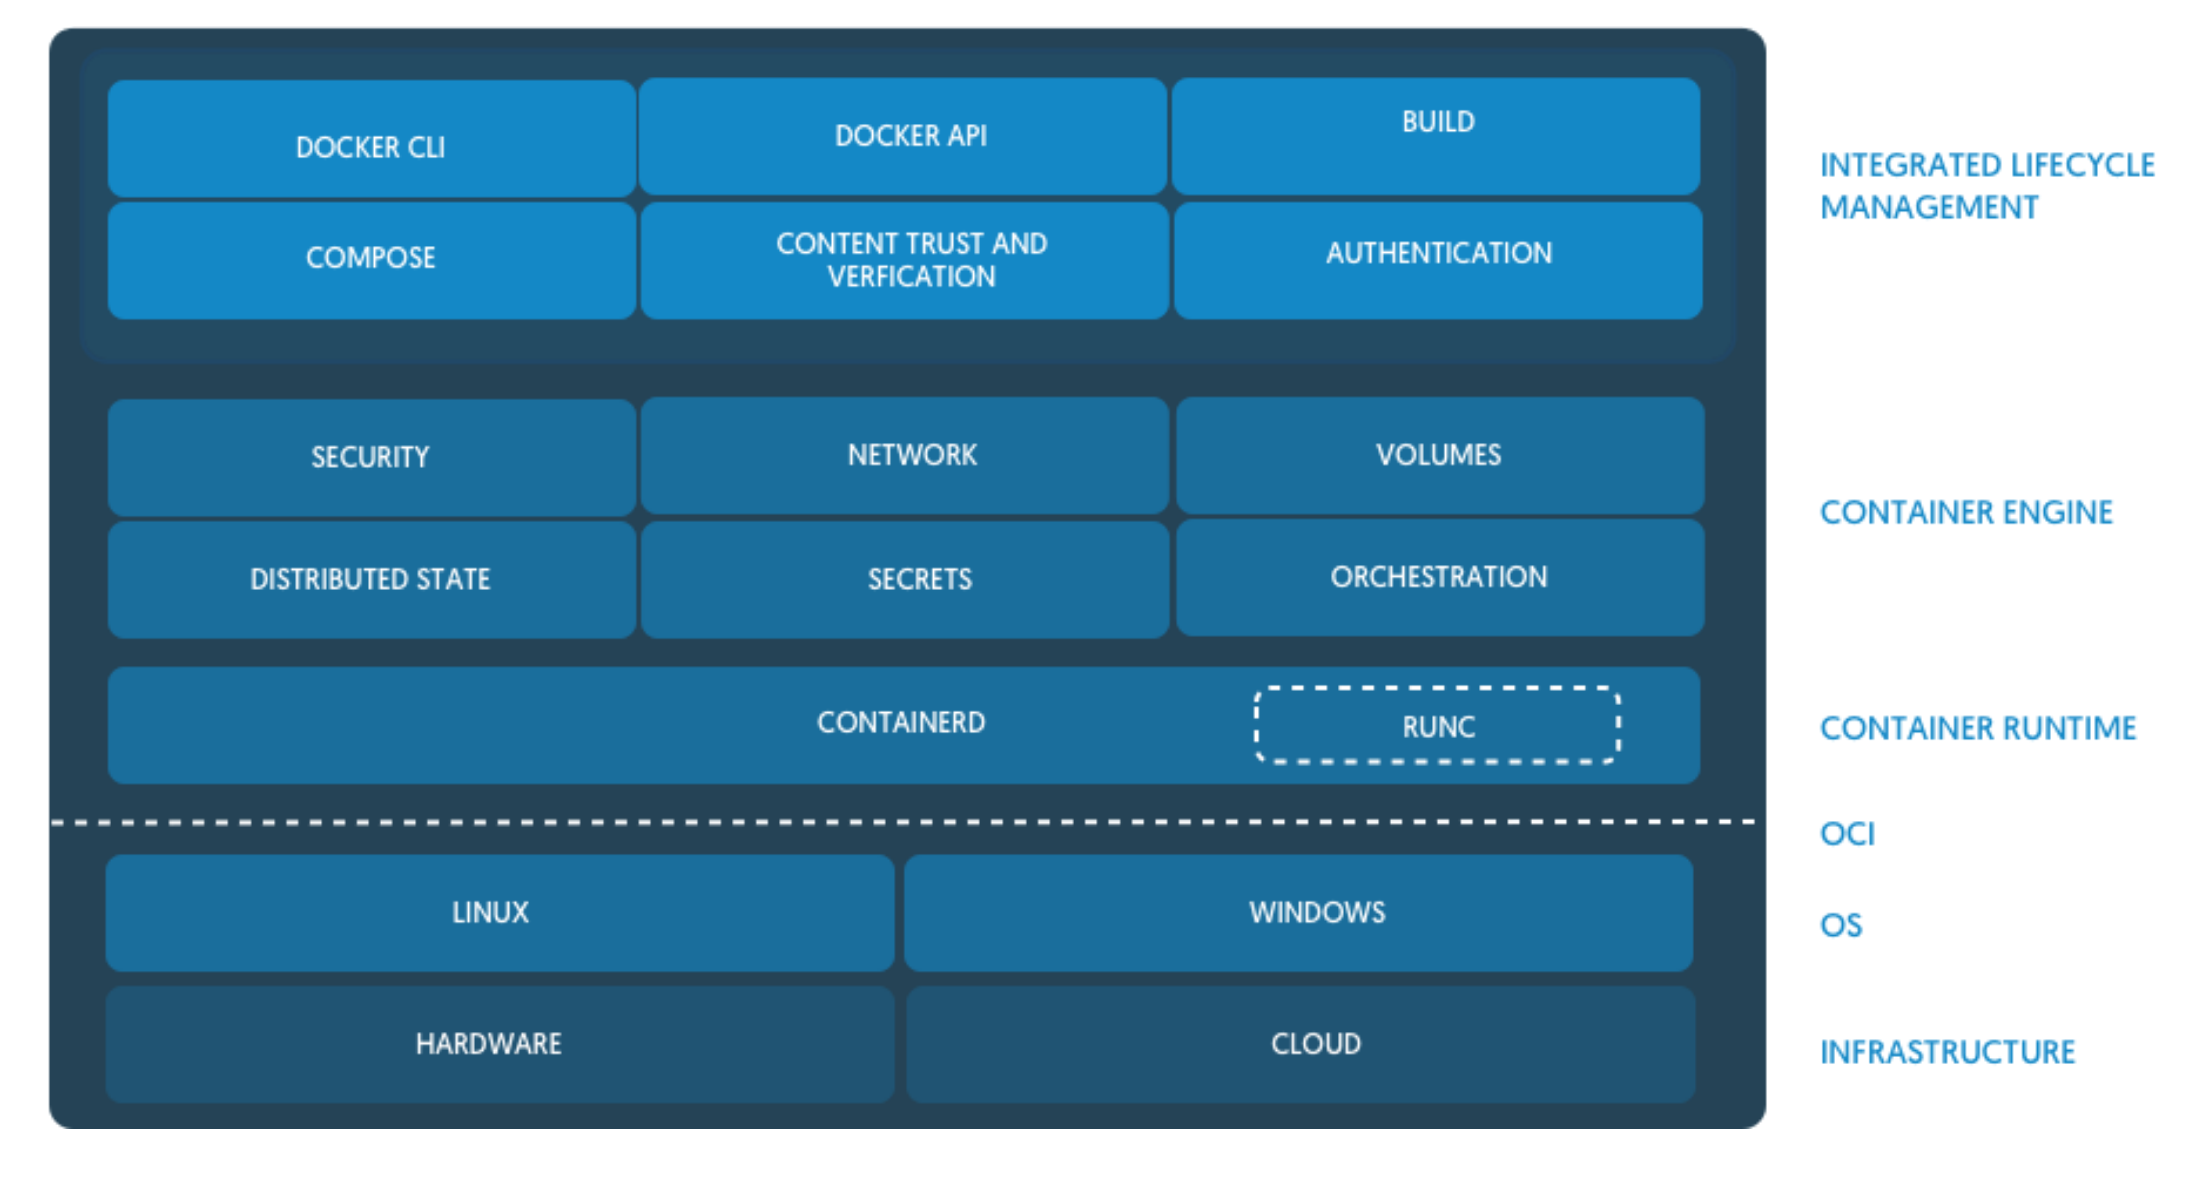 DOCKER CLI
DOCKER API
BUILD
INTEGRATED LIFECYCLE
MANAGEMENT
COMPOSE
CONTENT TRUST AND
VERFICATION
AUTHENTICATION
SECURITY
NETWORK
VOLUMES
CONTAINER ENGINE
DISTRIBUTED STATE
SECRETS
ORCHESTRATION
CONTAINERD
RUNC
CONTAINER RUNTIME
OCI
LINUX
WINDOWS
OS
HARDWARE
CLOUD
INFRASTRUCTURE